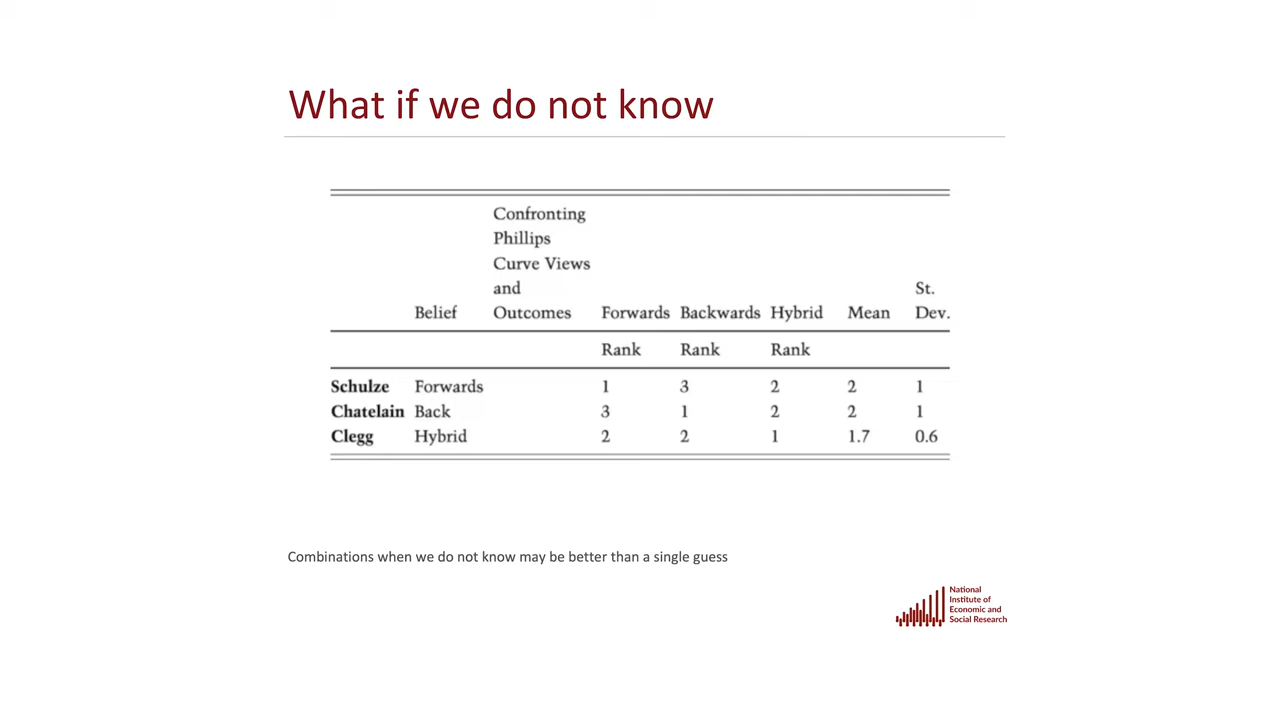 What if we do not know
Confronting
Phillips
Curve Views
and St.
Belief Outcomes Forwards Backwards Hybrid Mean Dev.
Rank Rank Rank
Schulze Forwards 1 3 2 2 1
Chatelain Back 3 1 2 2 1
Clegg Hybrid 2 2 1 1.7 0.6
Combinations when we do not know may be better than a single guess
National
Institute of
Economic and
Social Research